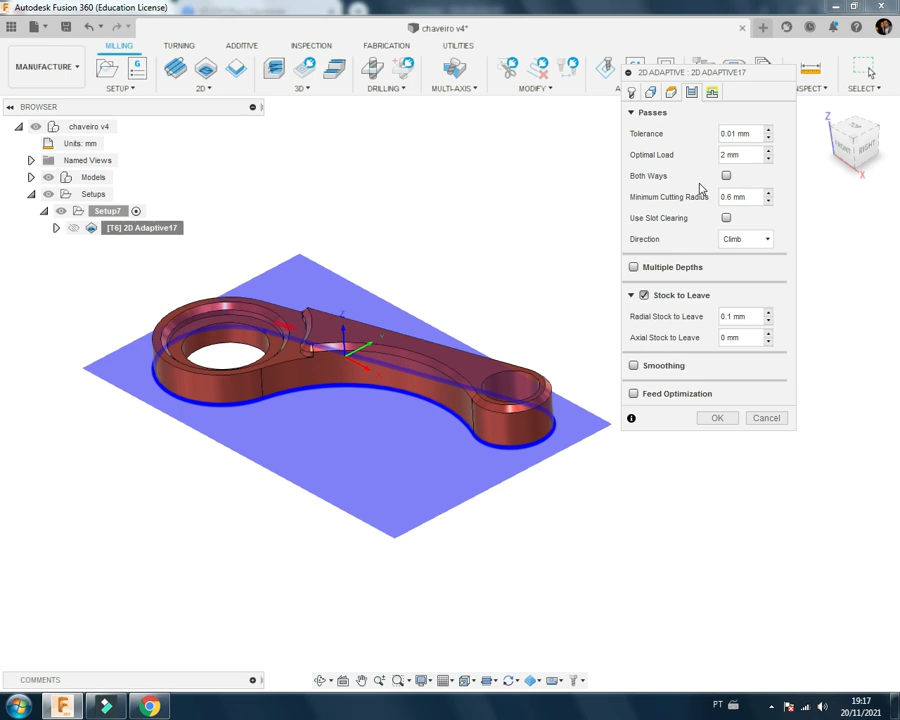 Autodesk Fusion 360 (Education License)
chaveiro v4*
MILLING TURNING ADDITIVE INSPECTION FABRICATION UTILITIES
MANUFACTURE
SETUP 2D 3D DRILLING MULTI-AXIS MODIFY INSPECT SELECT
BROWSER
chaveiro v4
Units: mm
Named Views
Models
Setups
Setup7
[T6] 2D Adaptive17
2D ADAPTIVE : 2D ADAPTIVE17
Passes
Tolerance 0.01 mm
Optimal Load 2 mm
Both Ways
Minimum Cutting Radius 0.6 mm
Use Slot Clearing
Direction Climb
Multiple Depths
Stock to Leave
Radial Stock to Leave 0.1 mm
Axial Stock to Leave 0 mm
Smoothing
Feed Optimization
OK Cancel
Z
FRONT RIGHT
X
Z
Y
COMMENTS
PT
19:17
20/11/2021